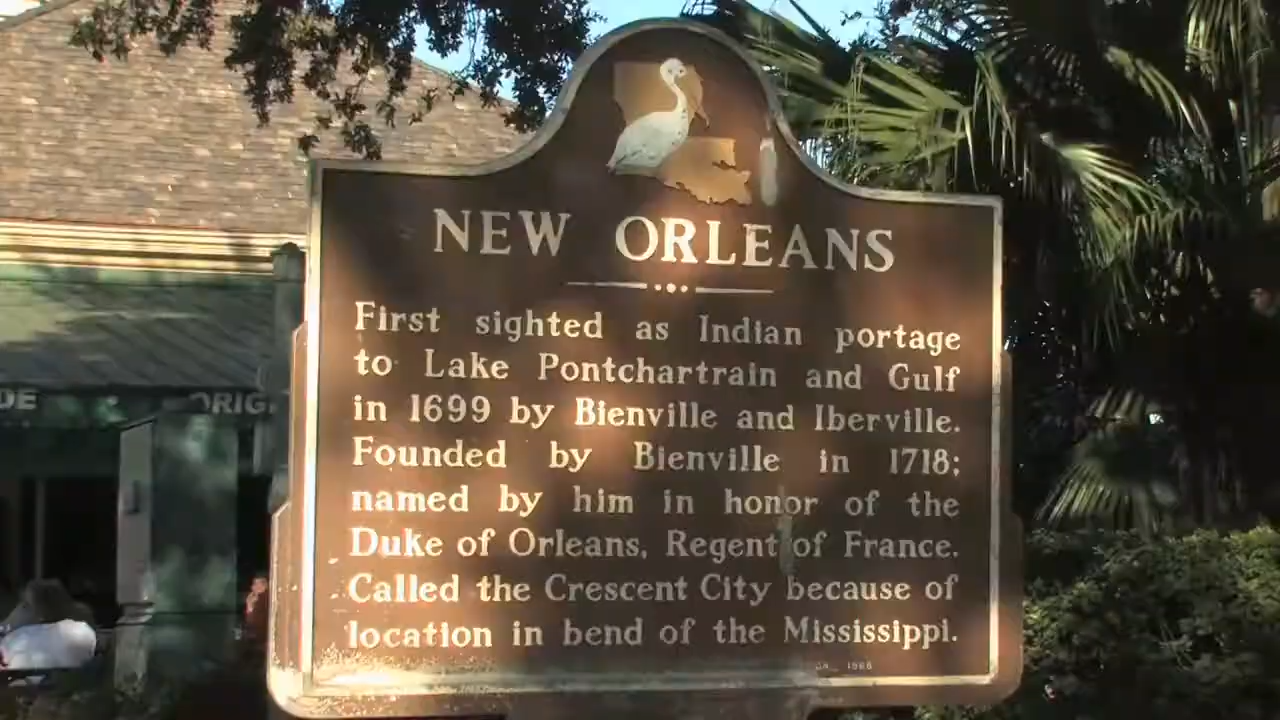 NEW ORLEANS
First sighted as Indian portage
to Lake Pontchartrain and Gulf
in 1699 by Bienville and Iberville.
Founded by Bienville in 1718;
named by him in honor of the
Duke of Orleans, Regent of France.
Called the Crescent City because of
location in bend of the Mississippi.